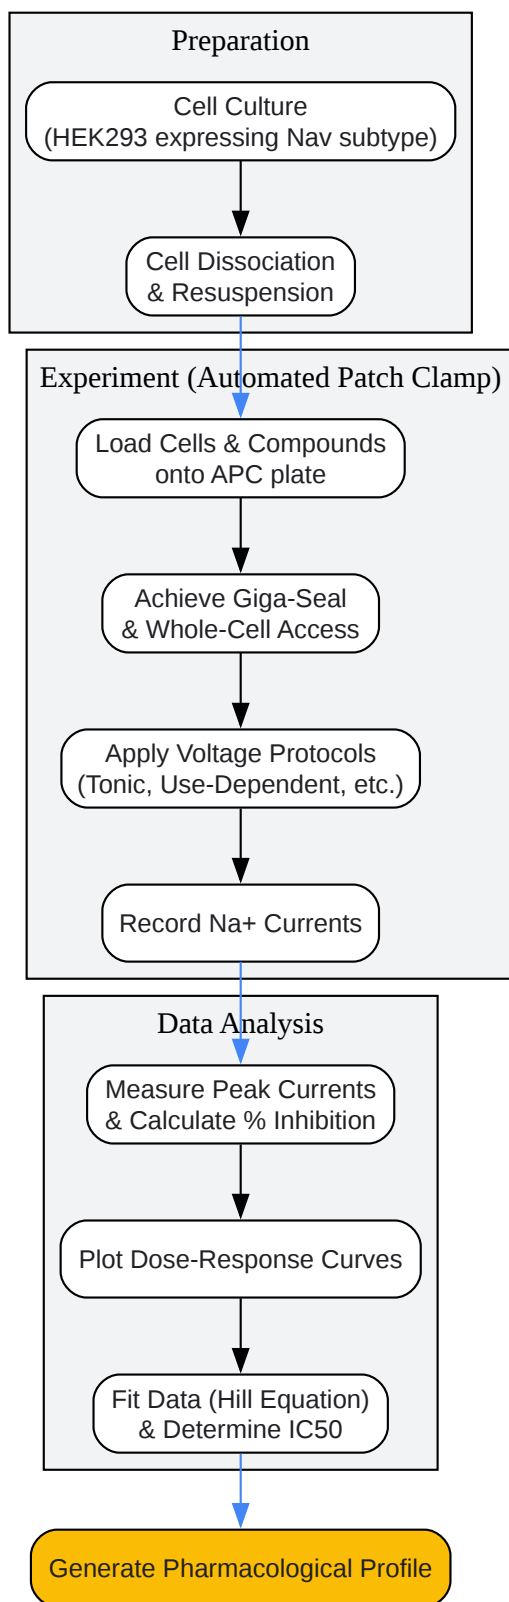 Preparation
Cell Culture
(HEK293 expressing Nav subtype)
Cell Dissociation
& Resuspension
Experiment (Automated Patch Clamp)
Load Cells & Compounds
onto APC plate
Achieve Giga-Seal
& Whole-Cell Access
Apply Voltage Protocols
(Tonic, Use-Dependent, etc.)
Record Na+ Currents
Data Analysis
Measure Peak Currents
& Calculate % Inhibition
Plot Dose-Response Curves
Fit Data (Hill Equation)
& Determine IC50
Generate Pharmacological Profile